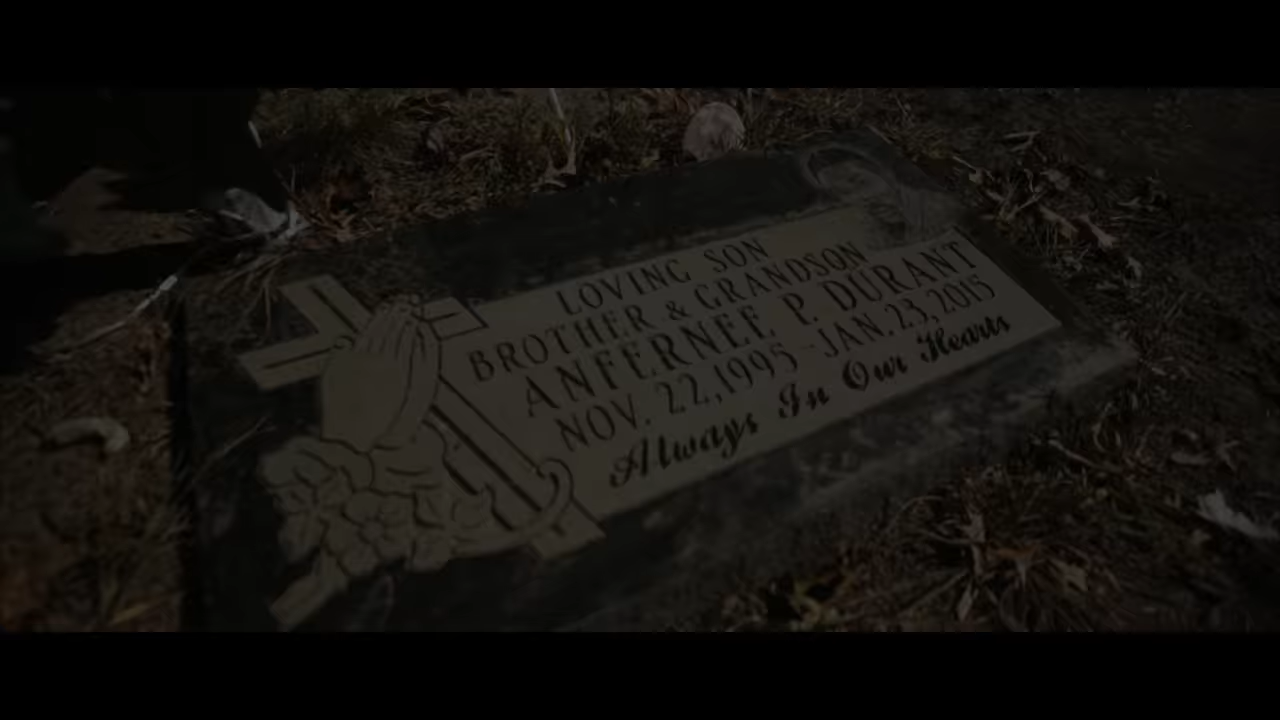 LOVING SON
BROTHER & GRANDSON
ANFERNEE P. DURANT
NOV. 22, 1995 - JAN. 23, 2015
Always In Our Hearts